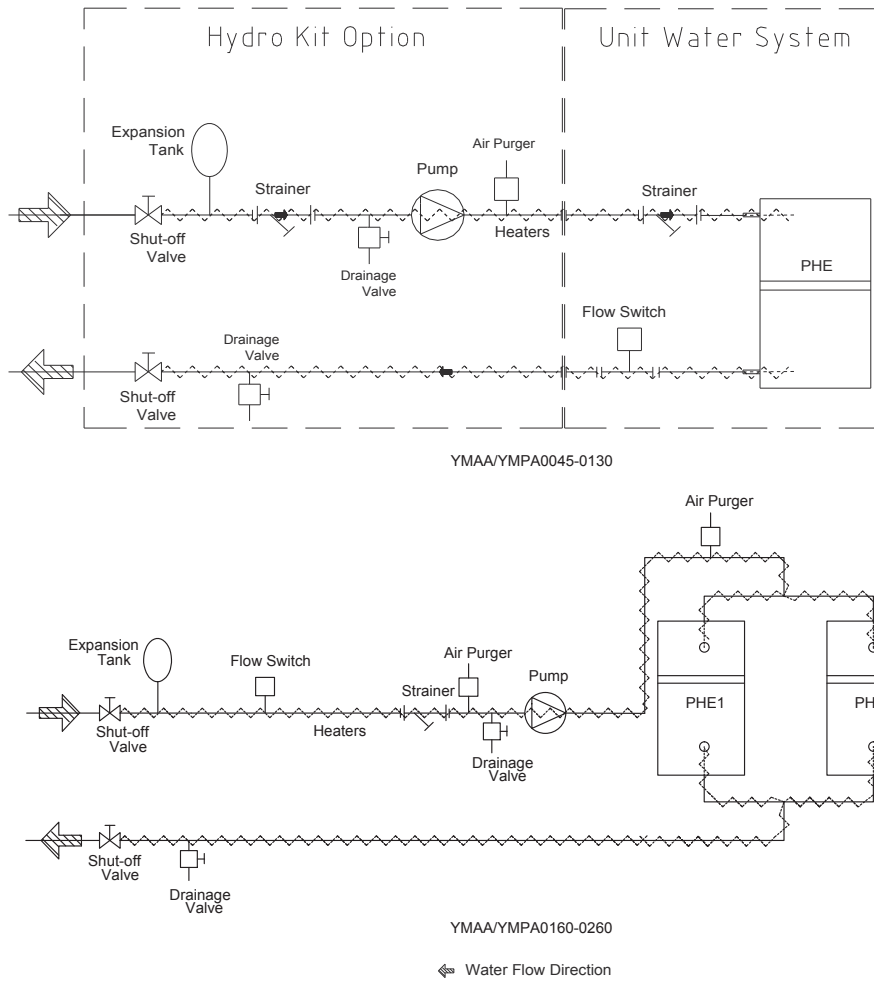 Hydro Kit Option
Unit Water System
Expansion
Tank
Air Purger
Pump
Strainer
Strainer
Shut-off
Valve
Drainage
Valve
Heaters
PHE
Flow Switch
Drainage
Valve
Shut-off
Valve
YMAA/YMPA0045-0130
Air Purger
Expansion
Tank
Flow Switch
Air Purger
Pump
Strainer
PHE1
PH
Shut-off
Valve
Heaters
Drainage
Valve
Shut-off
Valve
Drainage
Valve
YMAA/YMPA0160-0260
Water Flow Direction